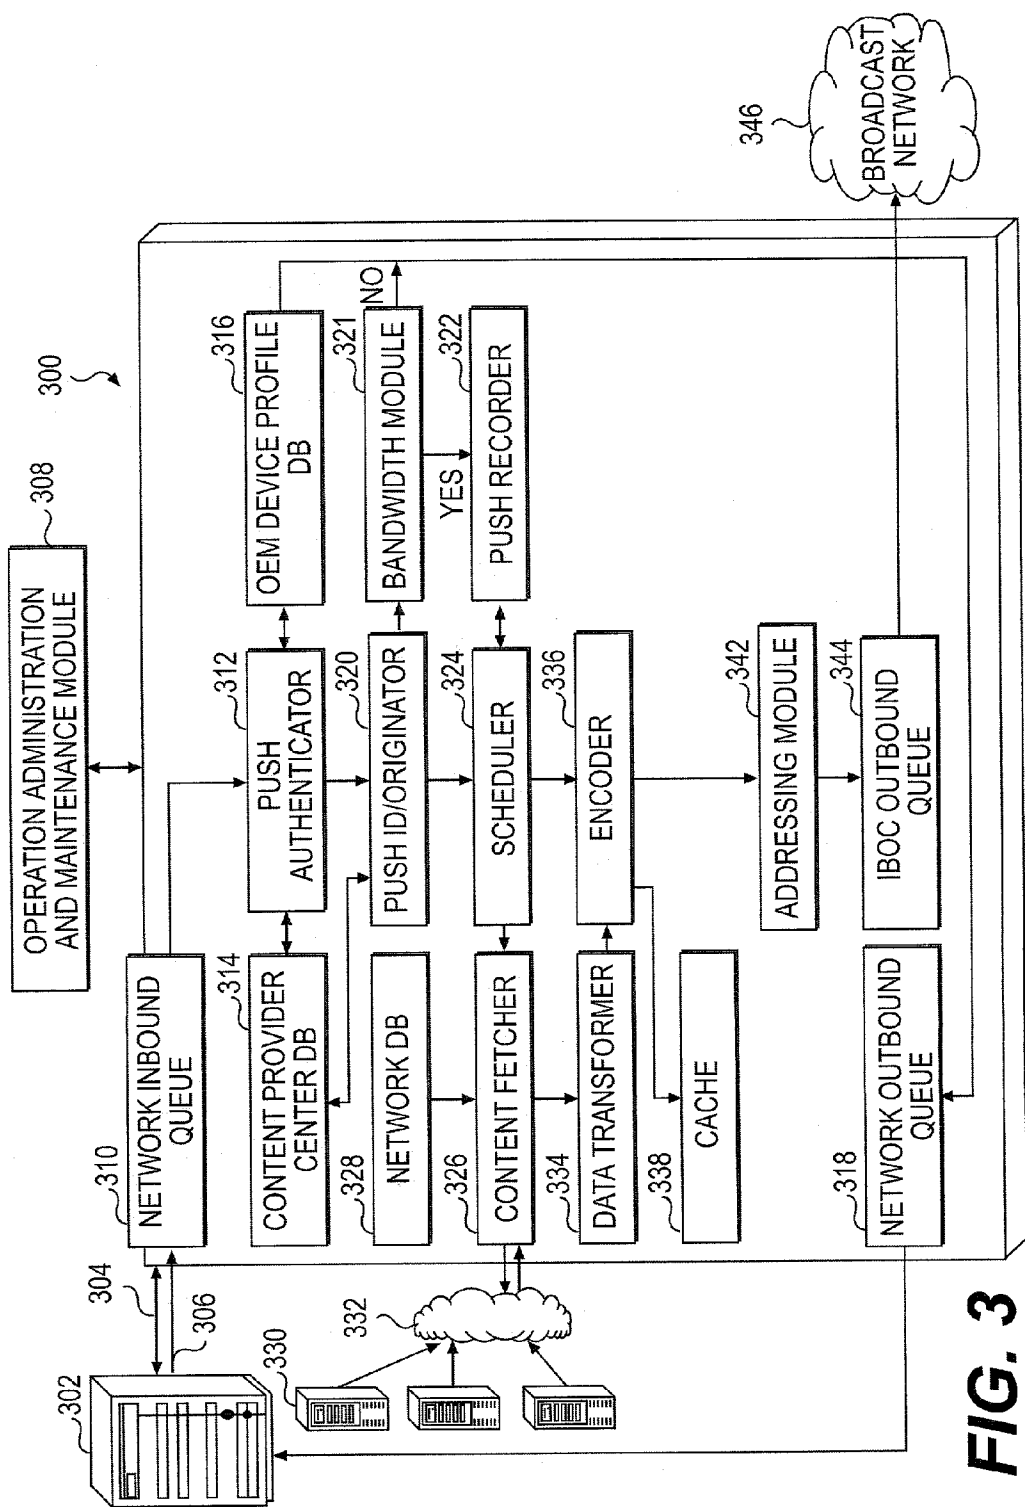 300
OPERATION ADMINISTRATION
AND MAINTENANCE MODULE
308
302
304
306
310
NETWORK INBOUND
QUEUE
312
PUSH
AUTHENTICATOR
314
CONTENT PROVIDER
CENTER DB
316
OEM DEVICE PROFILE
DB
320
PUSH ID/ORIGINATOR
321
BANDWIDTH MODULE
NO
YES
328
NETWORK DB
322
PUSH RECORDER
324
SCHEDULER
326
CONTENT FETCHER
330
332
334
DATA TRANSFORMER
336
ENCODER
338
CACHE
342
ADDRESSING MODULE
318
NETWORK OUTBOUND
QUEUE
344
IBOC OUTBOUND
QUEUE
346
BROADCAST
NETWORK
FIG. 3